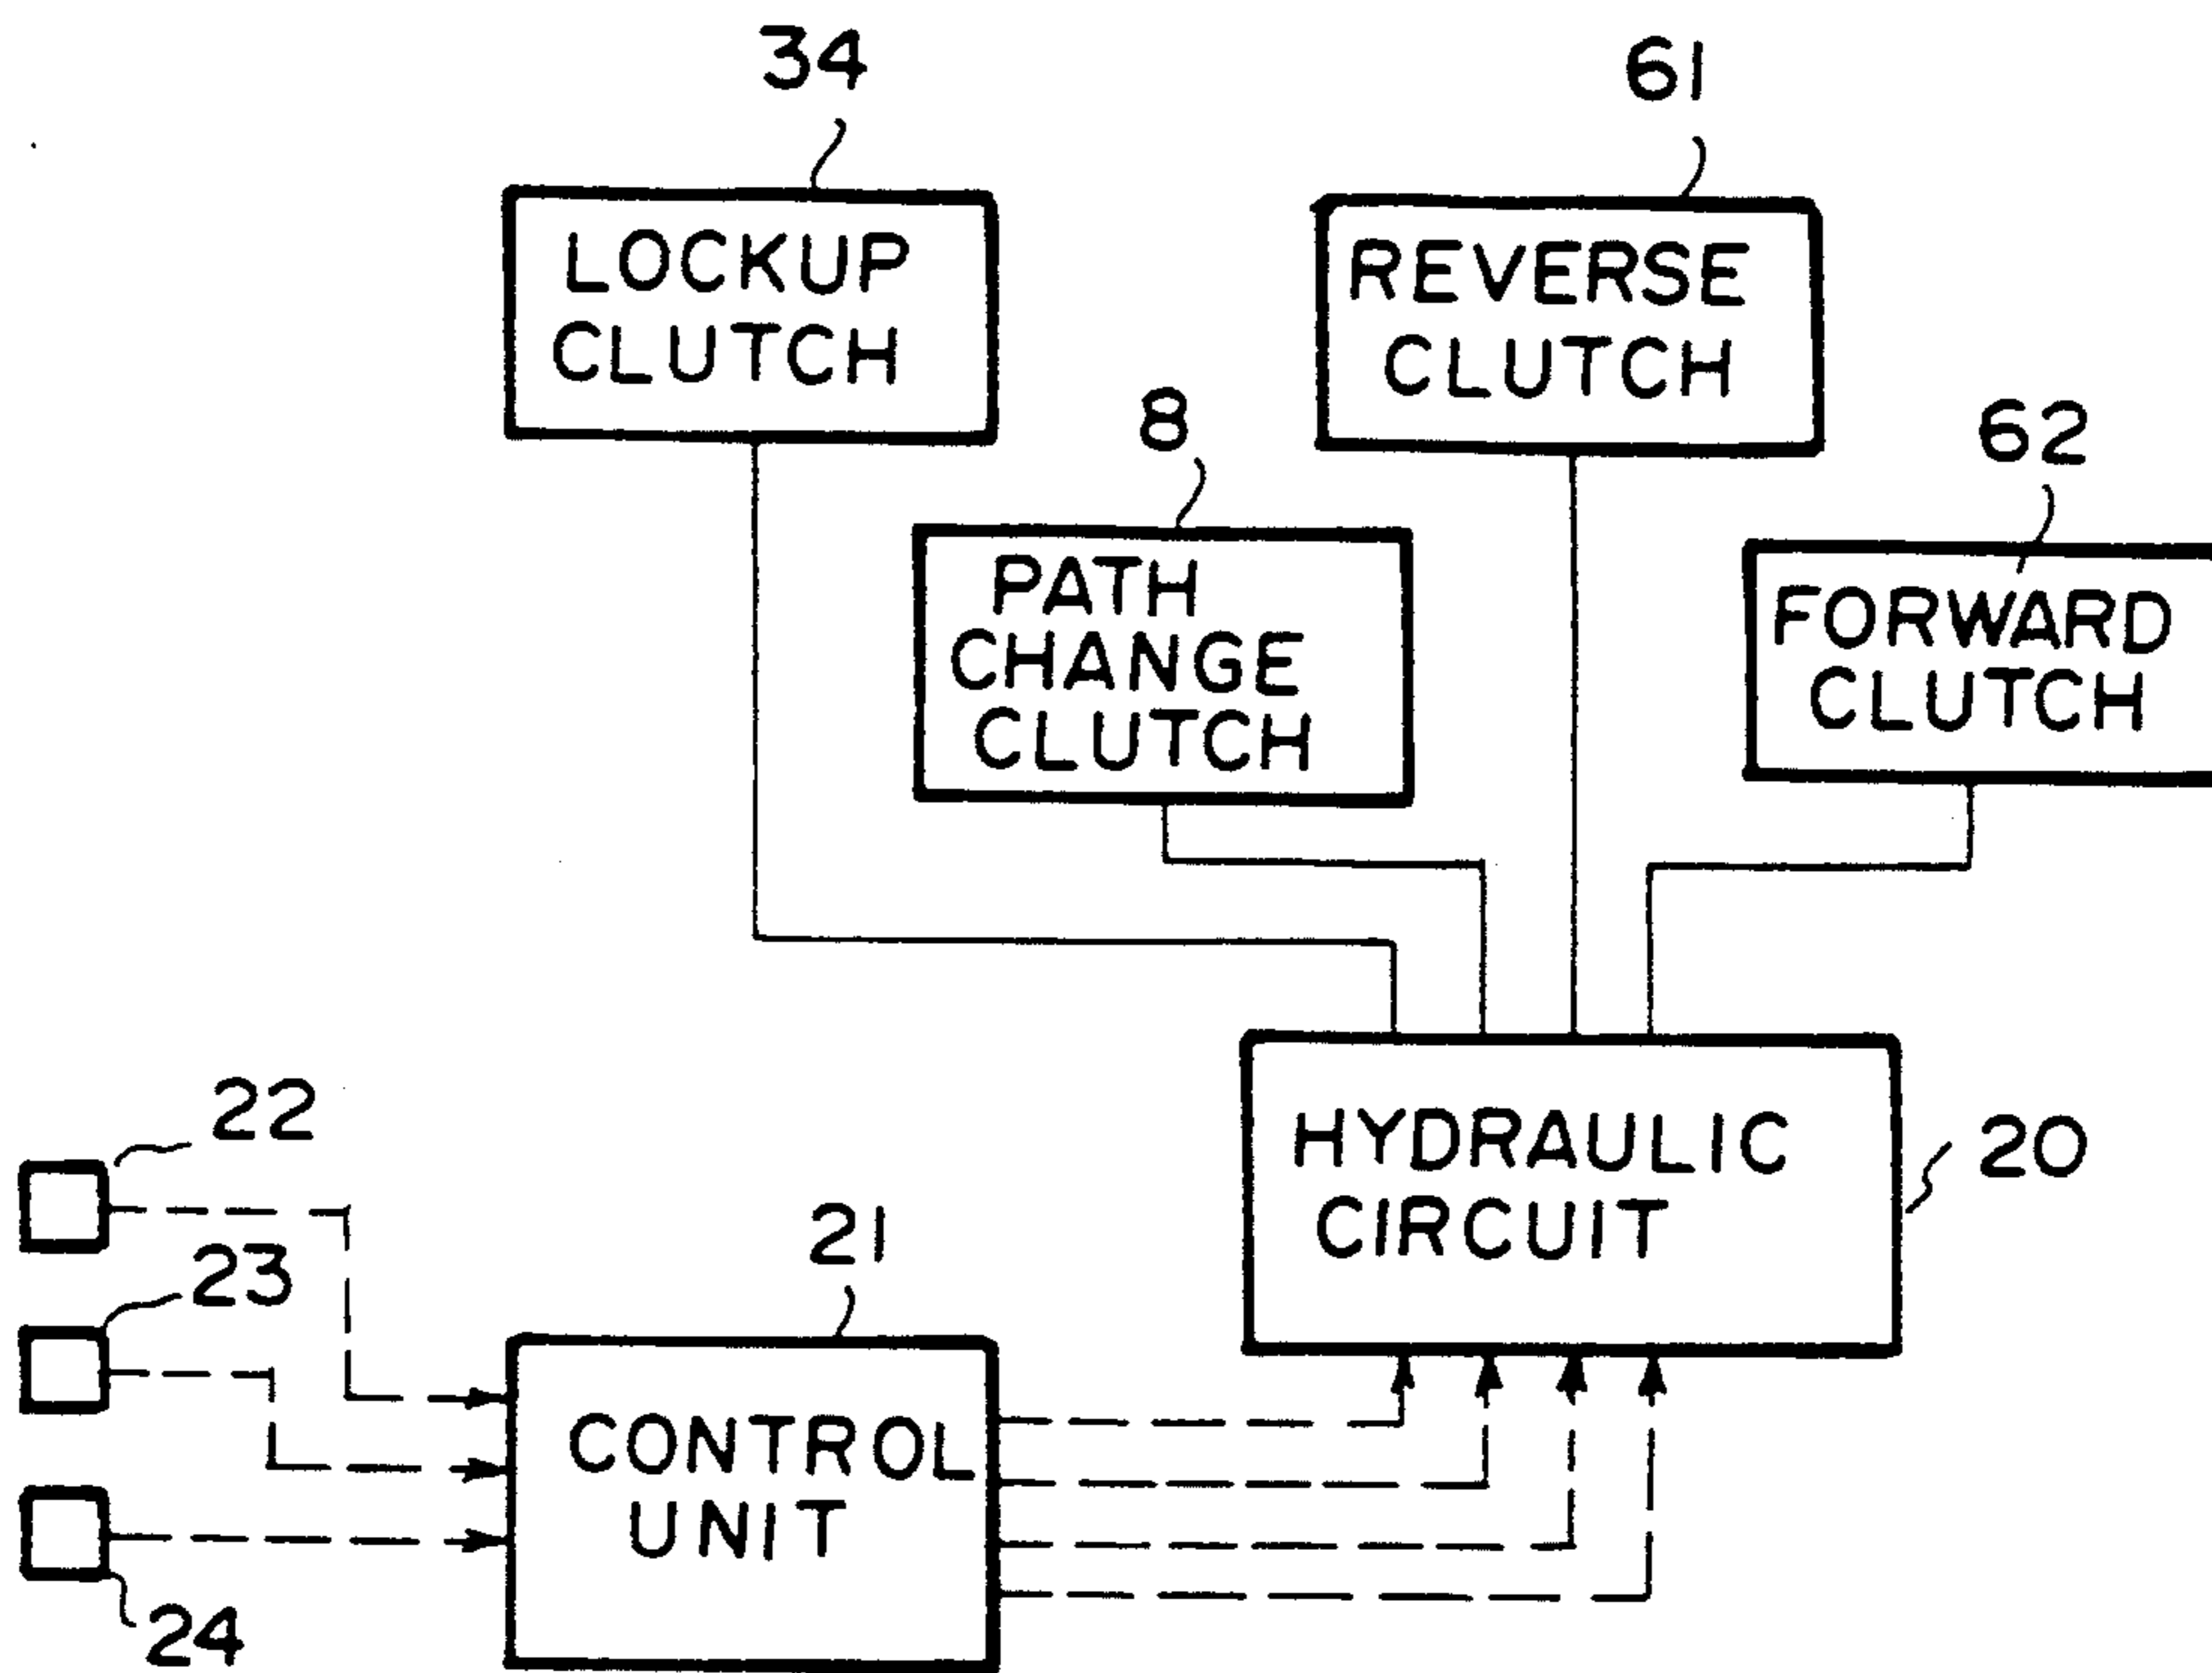 34
61
LOCKUP
CLUTCH
REVERSE
CLUTCH
8
62
PATH
CHANGE
CLUTCH
FORWARD
CLUTCH
22
HYDRAULIC
CIRCUIT
20
23
21
CONTROL
UNIT
24